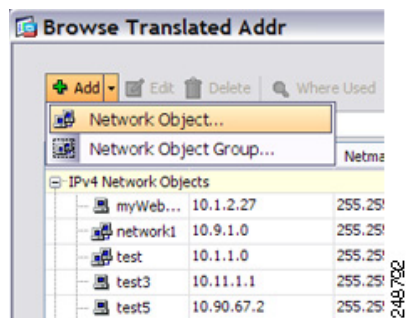 Browse Translated Addr
Add Edit Delete Where Used
Network Object...
Network Object Group...
Netma
IPv4 Network Objects
myWeb... 10.1.2.27 255.25
network1 10.9.1.0 255.25
test 10.1.1.0 255.25
test3 10.11.1.1 255.25
test5 10.90.67.2 255.25
248792